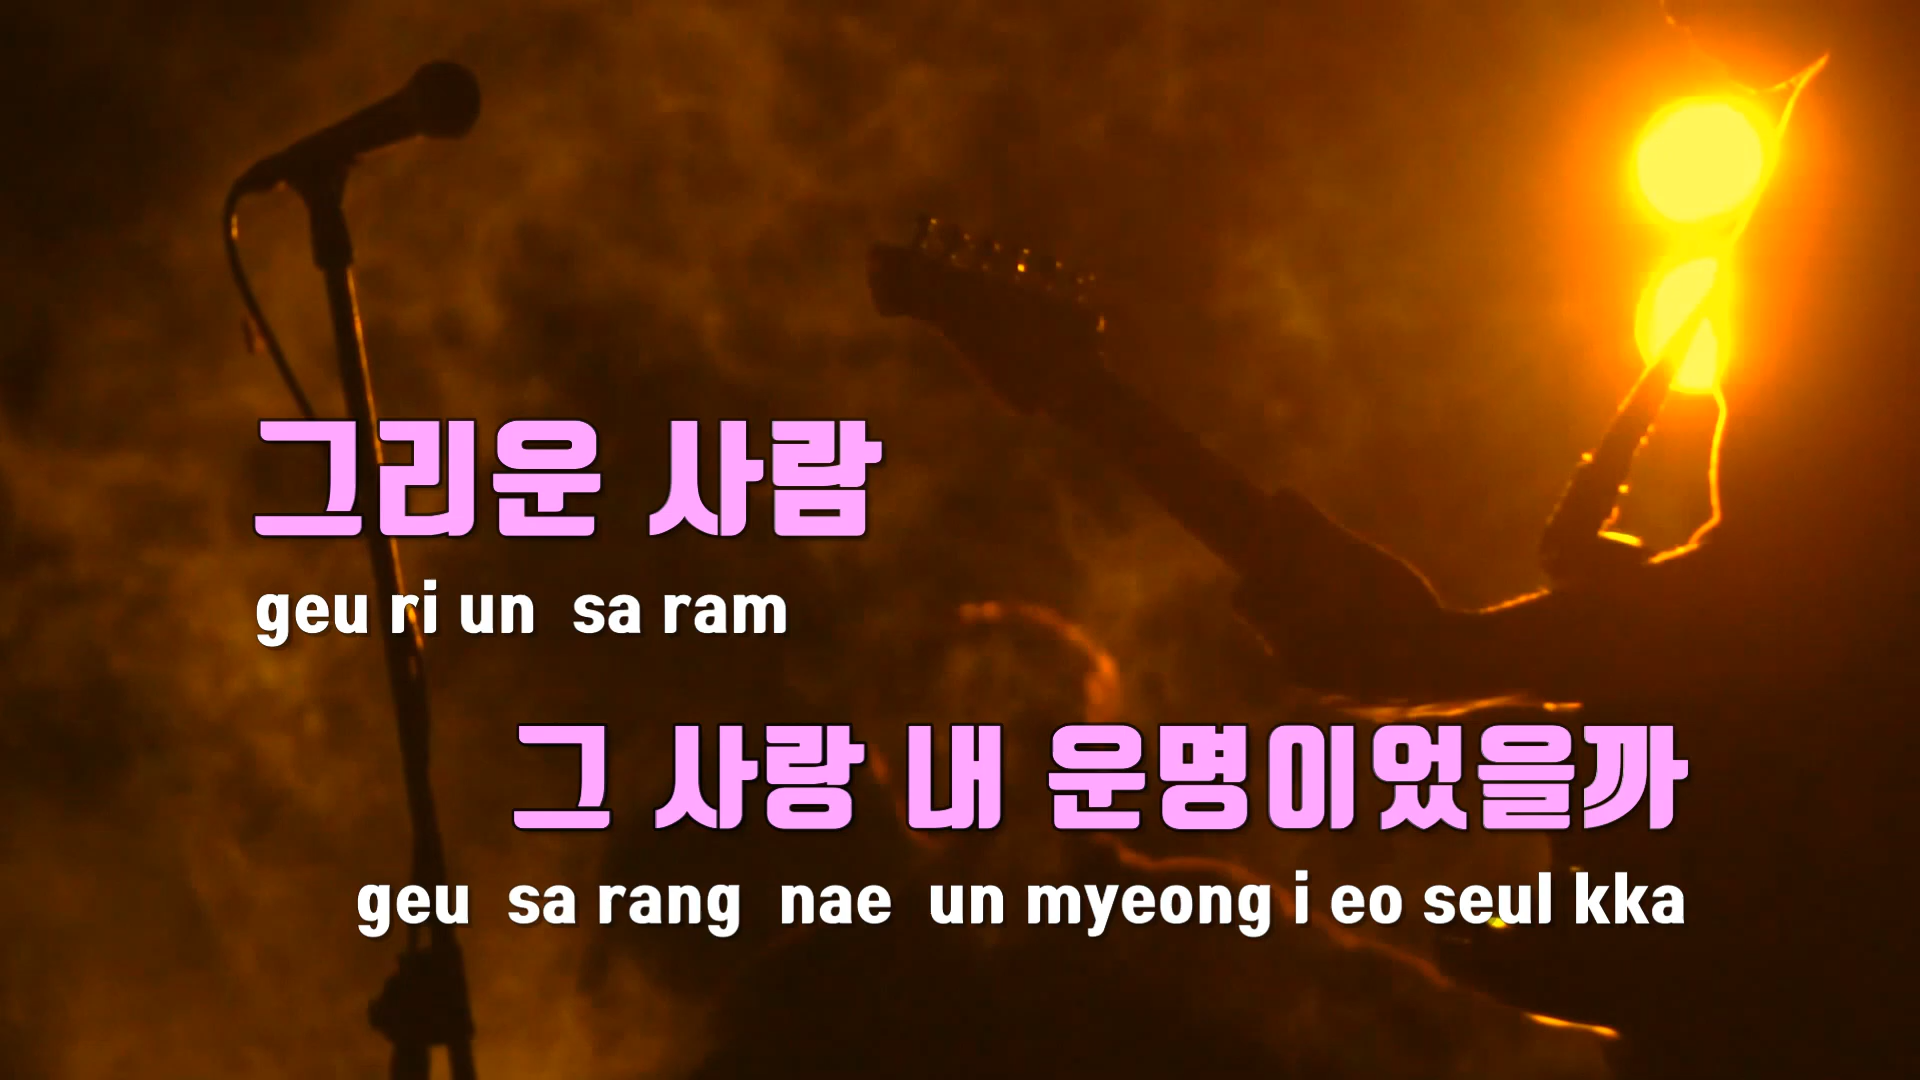 그리운 사람
geu ri un sa ram
그 사랑 내 운명이었을까
geu sa rang nae un myeong i eo seul kka